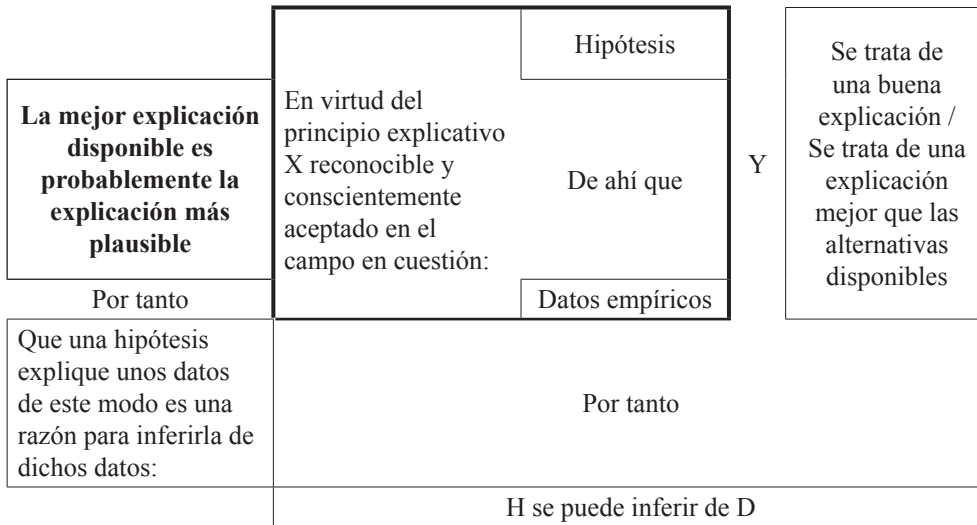 Hipótesis
La mejor explicación
disponible es
probablemente la
explicación más
plausible
En virtud del
principio explicativo
X reconocible y
conscientemente
aceptado en el
campo en cuestión:
De ahí que
Y
Se trata de
una buena
explicación /
Se trata de una
explicación
mejor que las
alternativas
disponibles
Por tanto
Datos empíricos
Que una hipótesis
explique unos datos
de este modo es una
razón para inferirla de
dichos datos:
Por tanto
H se puede inferir de D